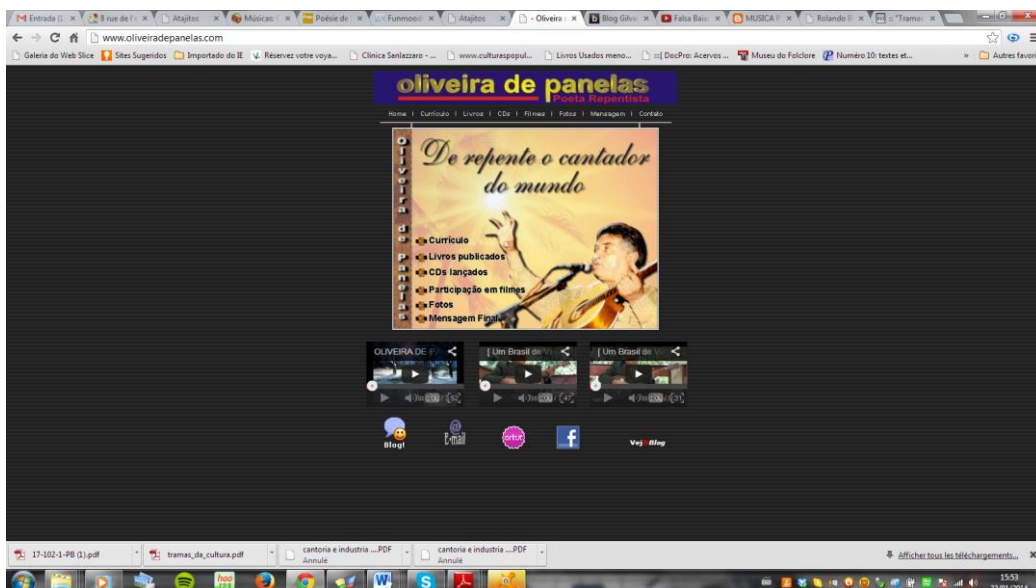 Entrada
Atajitos
Músicas:
Poésie de
Funmood
Atajitos
- Oliveira
Blog Gilva
Falsa Baia
MUSICA
Rolando
"Trama
www.oliveiradepanelas.com
Galeria do Web Slice
Sites Sugeridos
Importado do IE
Réservez votre voya...
Clinica Sanlazzaro - ...
www.culturaspopul...
Livros Usados meno...
DocPro: Acervos ...
Museu do Folclore
Numéro 10: textes et...
»
Autres favori
oliveira de panelas
Poeta Repentista
Home | Currículo | Livros | CDs | Filmes | Fotos | Mensagem | Contato
Oliveira de Panelas
De repente o cantador
do mundo
Currículo
Livros publicados
CDs lançados
Participação em filmes
Fotos
Mensagem Final
OLIVEIRA DE
[ Um Brasil de
[ Um Brasil de
Blog!
@
E-mail
orkut
f
Vej Blog
17-102-1-PB (1).pdf
tramas_da_cultura.pdf
cantoria e industria ....PDF
Annulé
cantoria e industria ....PDF
Annulé
Afficher tous les téléchargements...
15:53